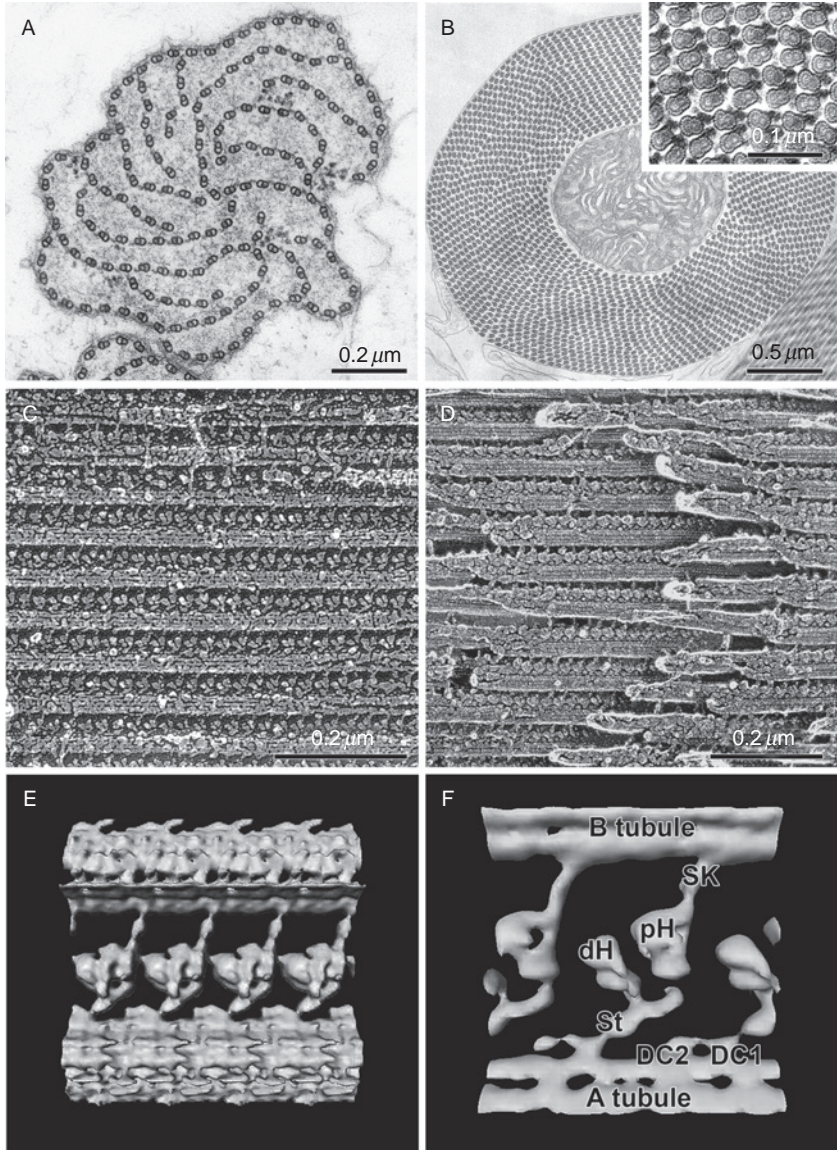 A
0.2 μm
B
0.1 μm
0.5 μm
C
0.2 μm
D
0.2 μm
E
F
B tubule
SK
pH
dH
St
DC2 DC1
A tubule